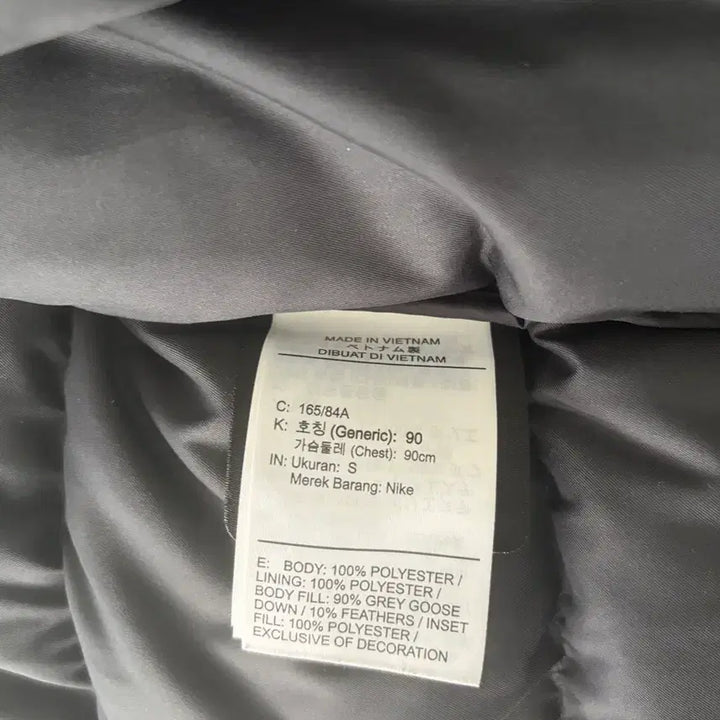 MADE IN VIETNAM
ベトナム製
DIBUAT DI VIETNAM
C: 165/84A
K: 호칭 (Generic): 90
가슴둘레 (Chest): 90cm
IN: Ukuran: S
Merek Barang: Nike
E: BODY: 100% POLYESTER /
LINING: 100% POLYESTER /
BODY FILL: 90% GREY GOOSE
DOWN / 10% FEATHERS / INSET
FILL: 100% POLYESTER /
EXCLUSIVE OF DECORATION